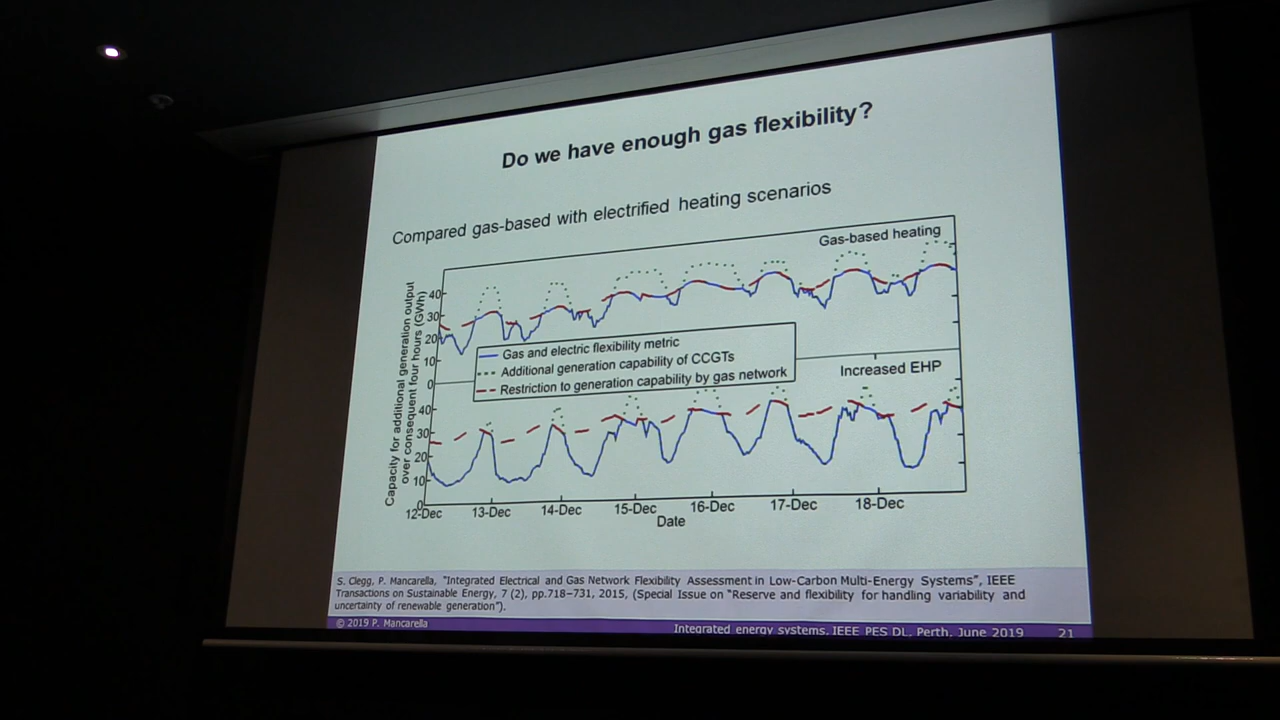 Do we have enough gas flexibility?
Compared gas-based with electrified heating scenarios
Capacity for additional generation output
over consequent four hours (GWh)
Gas-based heating
40
30
20
10
0
Gas and electric flexibility metric
Additional generation capability of CCGTs
Restriction to generation capability by gas network
Increased EHP
40
30
20
10
0
12-Dec 13-Dec 14-Dec 15-Dec 16-Dec 17-Dec 18-Dec
Date
S. Clegg, P. Mancarella, "Integrated Electrical and Gas Network Flexibility Assessment in Low-Carbon Multi-Energy Systems", IEEE
Transactions on Sustainable Energy, 7 (2), pp.718–731, 2015, (Special Issue on "Reserve and flexibility for handling variability and
uncertainty of renewable generation").
© 2019 P. Mancarella
Integrated energy systems, IEEE PES DL, Perth, June 2019 21